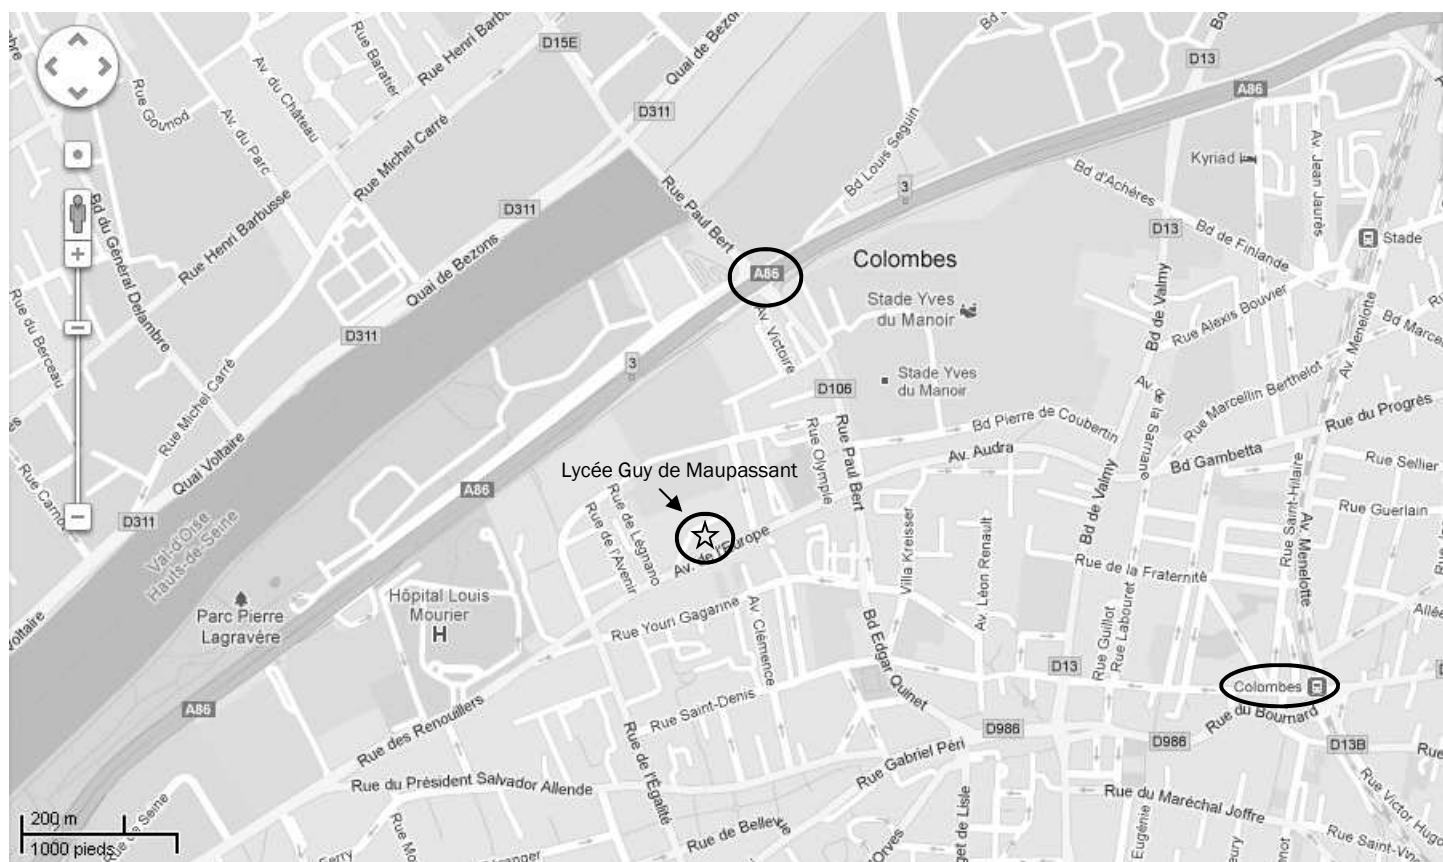 D15E
Rue Henri Barbusse
Rue Baratier
Quai de Bezons
D13
A86
Rue Gounod
Av. du Château
Av. du Parc
Rue Michel Carré
D311
Bd Louis Seguin
Kyriad
Av. Jean Jaurès
3
Bd d'Achères
Rue Paul Bert
D311
Bd du Général Delambre
Rue Henri Barbusse
D13
Bd de Finlande
Stade
Quai de Bezons
A86
Colombes
Stade Yves
du Manoir
Bd de Valmy
Rue Alexis Bouvier
Av. Menelotte
Rue du Berceau
D311
Av. Victoire
3
Stade Yves
du Manoir
D106
Rue Michel Carré
Av. de la Sarnane
Rue Marcellin Berthelot
Rue du Progrès
Bd Pierre de Coubertin
Rue Olympie
Rue Paul Bert
Av. Audra
Bd Gambetta
Rue Sellier
Quai Voltaire
Lycée Guy de Maupassant
A86
Rue de Légnano
Rue de l'Avenir
Bd de Valmy
Rue Saint-Hilaire
Av. Menelotte
Rue Guerlain
D311
Val-d'Oise
Hauts-de-Seine
Av. de l'Europe
Villa Kreisser
Av. Léon Renault
Rue de la Fraternité
Hôpital Louis
Mourier
H
Parc Pierre
Lagravère
Rue Youri Gagarine
Av. Clémence
Bd Edgar Quinet
Rue Guillot
Rue Labouret
D13
Colombes
A86
Rue des Renouillers
Rue Saint-Denis
Rue du Bournard
D986
D986
D13B
Rue de l'Égalité
Rue Gabriel Péri
Rue du Président Salvador Allende
Rue du Maréchal Joffre
Rue Victor Hugo
200 m
1000 pieds